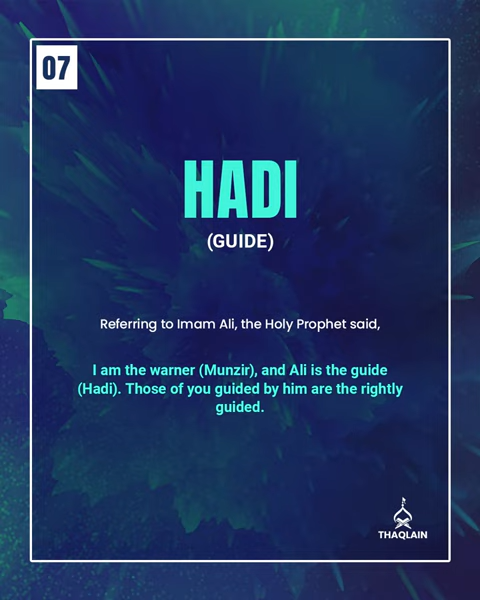 07
HADI
(GUIDE)
Referring to Imam Ali, the Holy Prophet said,
I am the warner (Munzir), and Ali is the guide
(Hadi). Those of you guided by him are the rightly
guided.
THAQLAIN